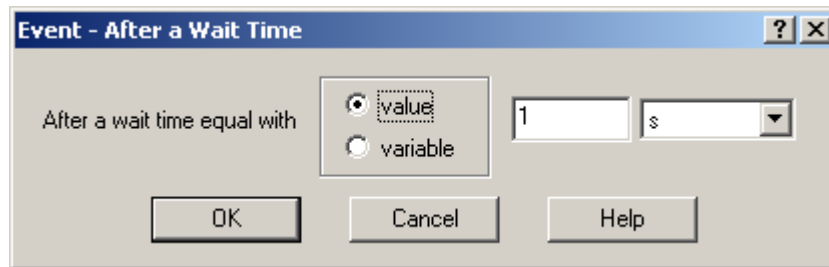 Event - After a Wait Time
After a wait time equal with
value
variable
1
s
OK Cancel Help